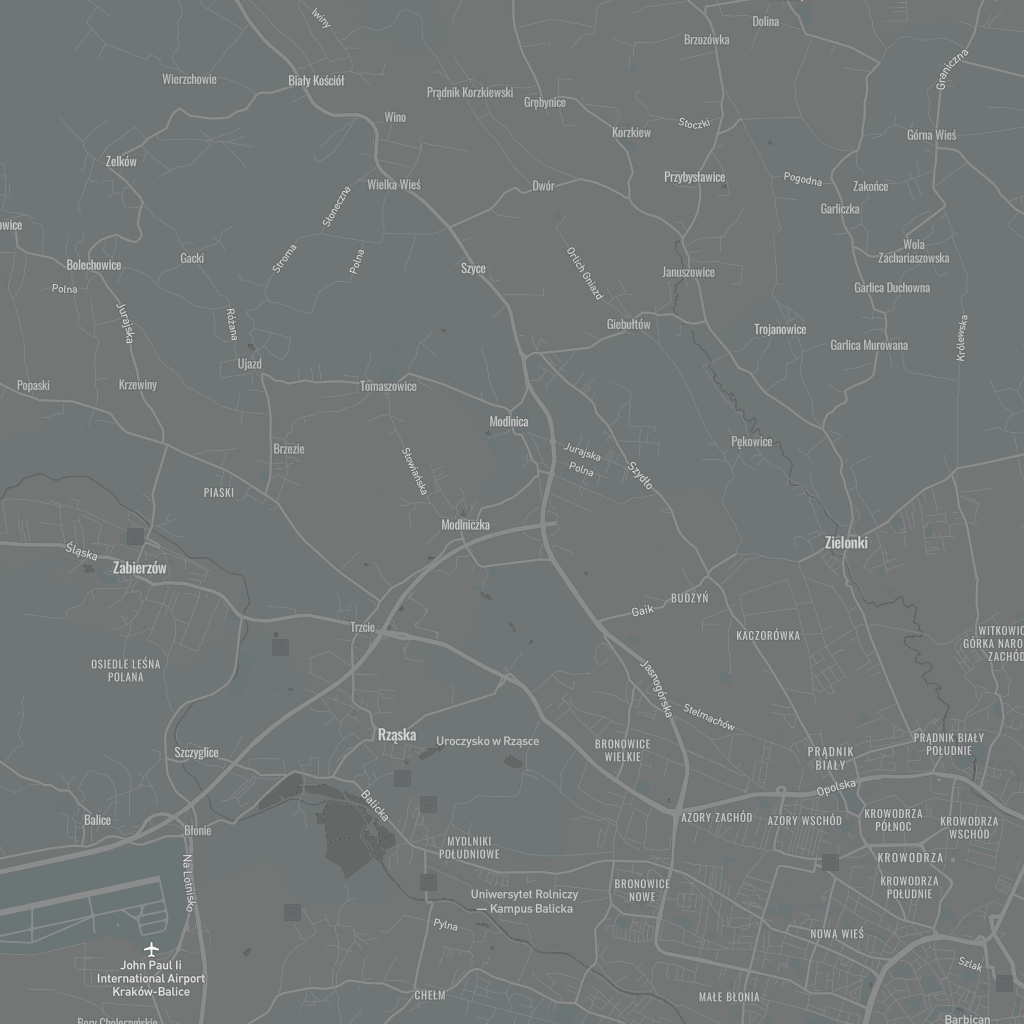 Iwiny
Dolina
Brzozówka
Graniczna
Wierzchowie
Biały Kościół
Prądnik Korzkiewski
Grębynice
Wino
Korzkiew
Stoczki
Górna Wieś
Zelków
Wielka Wieś
Dwór
Przybysławice
Pogodna
Zakończe
Słoneczna
Garliczka
owice
Gacki
Stroma
Polna
Szyce
Orlich Gniazd
Januszowice
Wola
Zachariaszowska
Bolechowice
Polna
Garlica Duchowna
Jurajska
Różana
Giebułtów
Trojanowice
Królewska
Garlica Murowana
Ujazd
Popaski
Krzewiny
Tomaszowice
Modlnica
Brzezie
Jurajska
Polna
Pękowice
Słowiańska
Szydło
PIASKI
Modlniczka
Śląska
Zabierzów
Zielonki
BUDZYŃ
Gaik
Trzcie
KACZORÓWKA
WITKOWIC
GÓRKA NARO
ZACHÓD
OSIEDLE LEŚNA
POLANA
Jasnogórska
Stelmachów
Rząska
Uroczysko w Rząsce
BRONOWICE
WIELKIE
PRĄDNIK
BIAŁY
PRĄDNIK BIAŁY
POŁUDNIE
Szczyglice
Opolska
Balicka
Balice
Błonie
AZORY ZACHÓD
AZORY WSCHÓD
KROWODRZA
PÓŁNOC
KROWODRZA
WSCHÓD
MYDLNIKI
POŁUDNIOWE
KROWODRZA
Na Lotnisko
BRONOWICE
NOWE
KROWODRZA
POŁUDNIE
Uniwersytet Rolniczy
— Kampus Balicka
Pylna
NOWA WIEŚ
John Paul Ii
International Airport
Kraków-Balice
Szlak
CHEŁM
MAŁE BŁONIA
Barbican